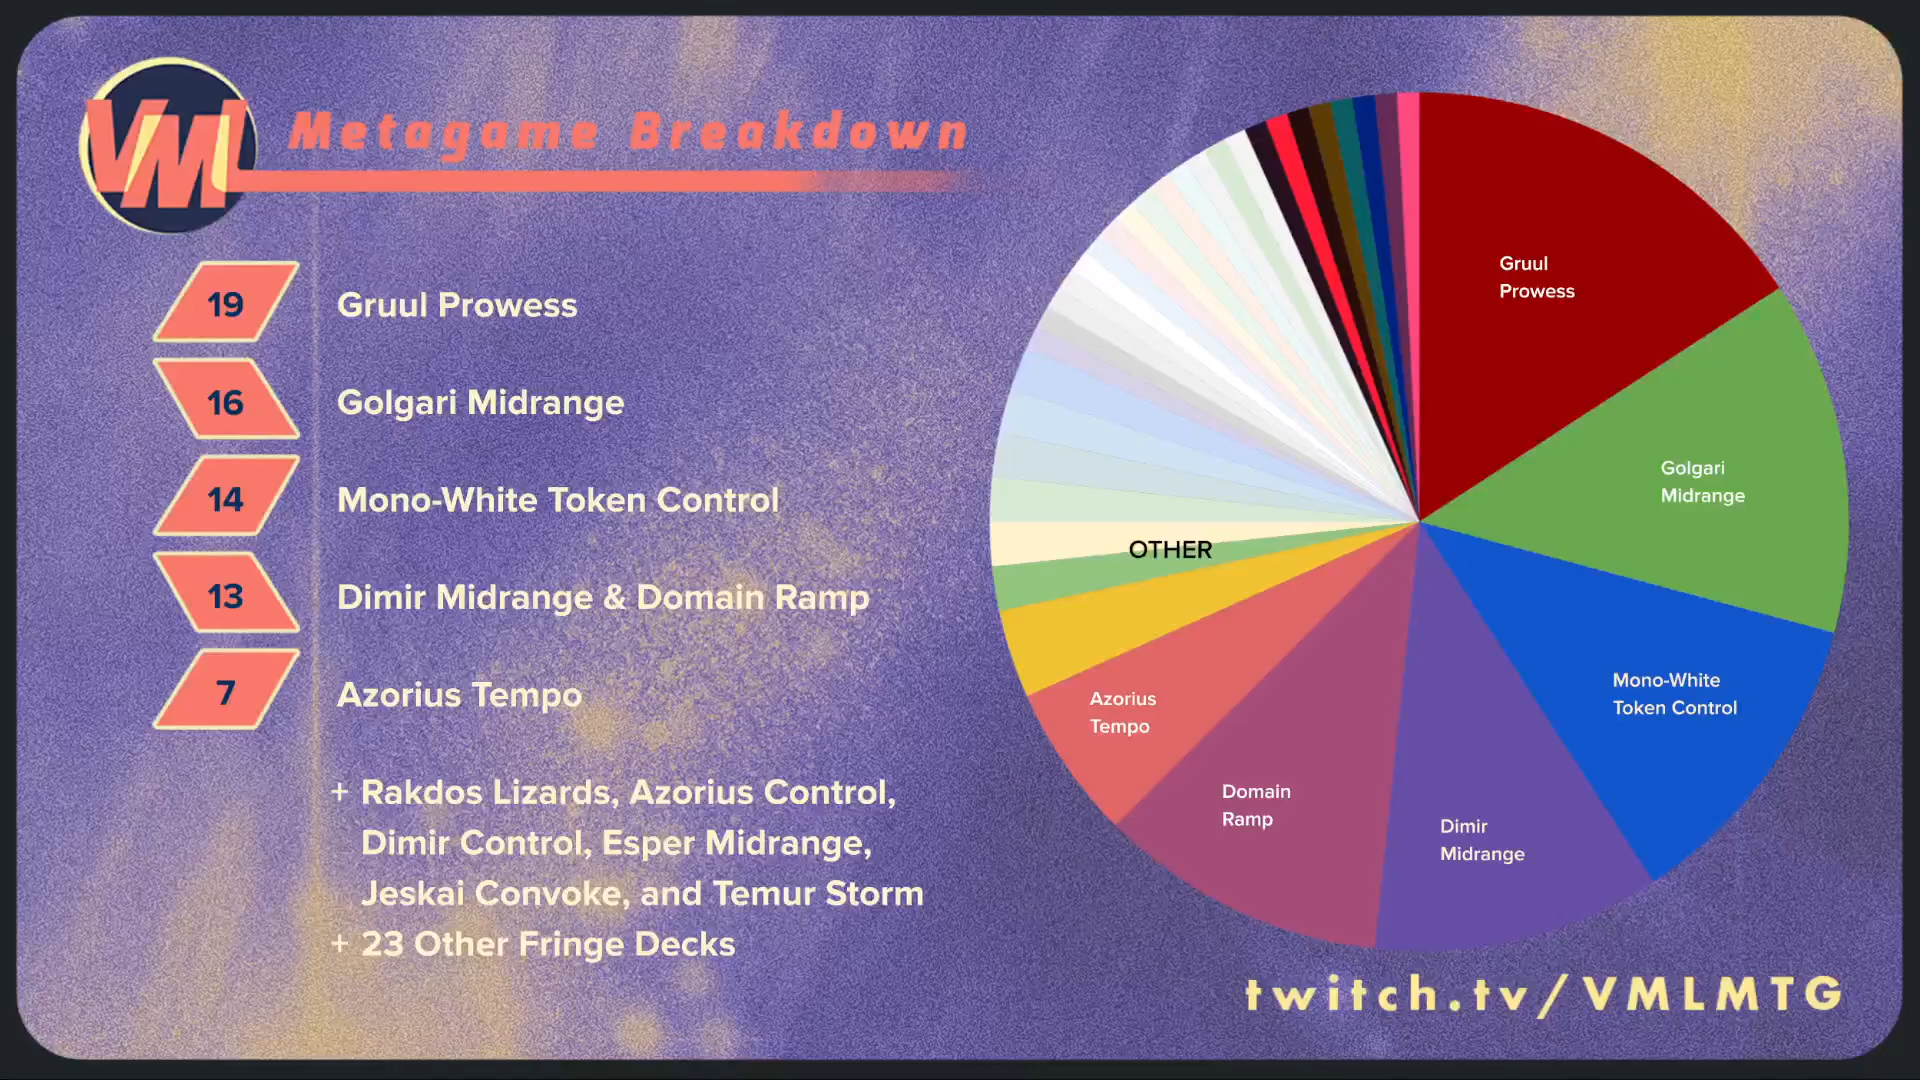 VML
Metagame Breakdown
19 Gruul Prowess
16 Golgari Midrange
14 Mono-White Token Control
13 Dimir Midrange & Domain Ramp
7 Azorius Tempo
+ Rakdos Lizards, Azorius Control,
Dimir Control, Esper Midrange,
Jeskai Convoke, and Temur Storm
+ 23 Other Fringe Decks
Gruul
Prowess
Golgari
Midrange
Mono-White
Token Control
Dimir
Midrange
Domain
Ramp
Azorius
Tempo
OTHER
twitch.tv/VMLMTG